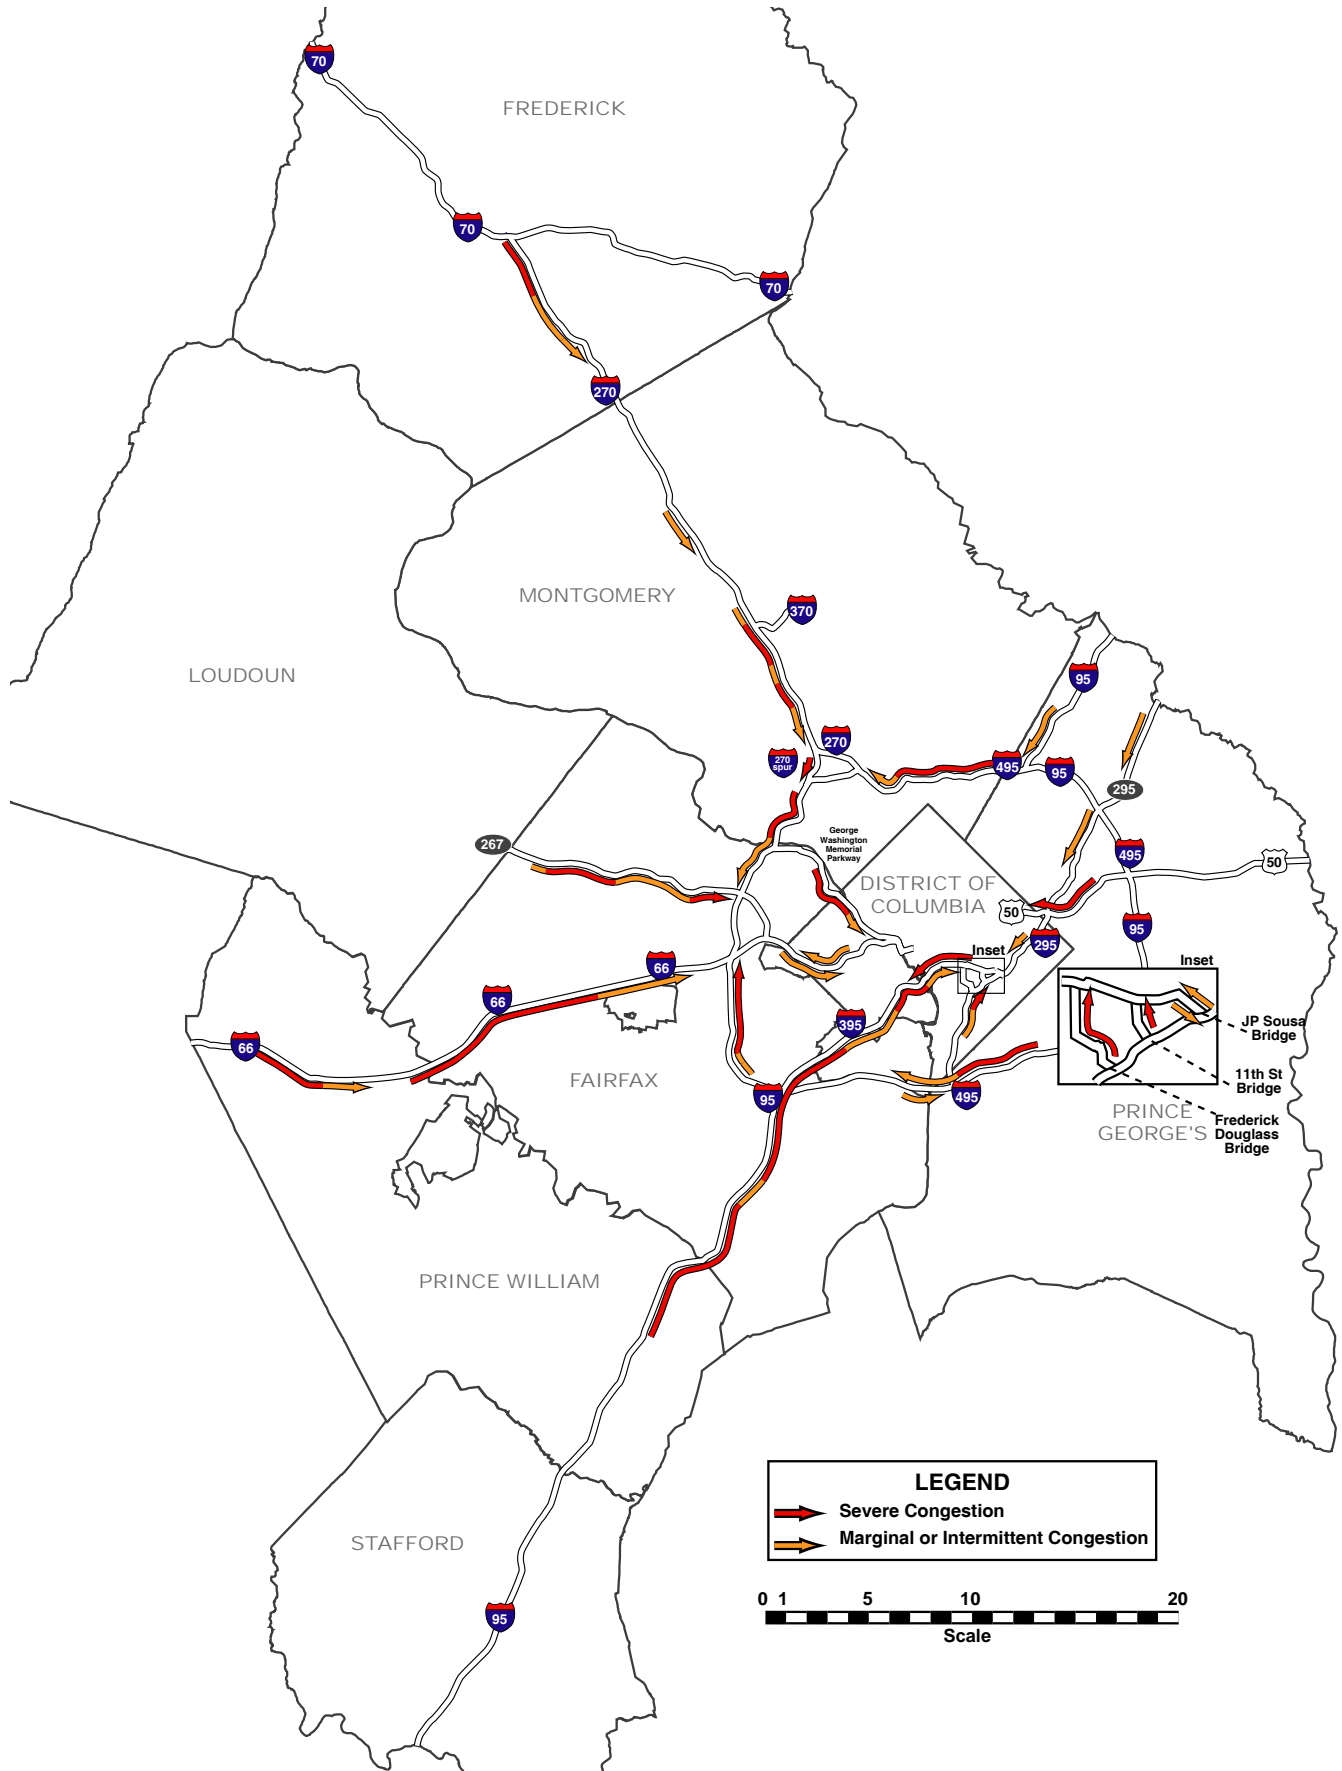 70
FREDERICK
70
70
270
MONTGOMERY
370
LOUDOUN
95
270
270
spur
495
95
295
George
Washington
Memorial
Parkway
267
495
50
DISTRICT OF
COLUMBIA
50
95
295
Inset
66
66
66
395
Inset
JP Sousa
Bridge
11th St
Bridge
Frederick
Douglass
Bridge
FAIRFAX
95
495
PRINCE
GEORGE'S
PRINCE WILLIAM
STAFFORD
95
LEGEND
Severe Congestion
Marginal or Intermittent Congestion
0 1 5 10 20
Scale